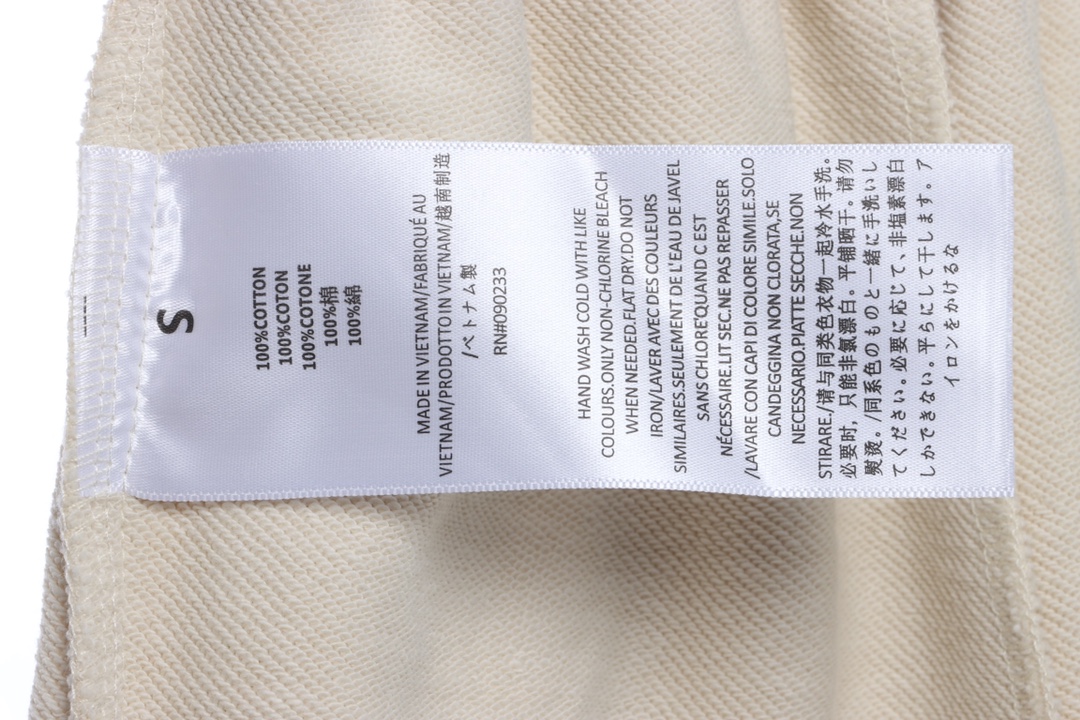 S
100%COTTON
100%COTON
100%COTONE
100%棉
100%綿
MADE IN VIETNAM/FABRIQUÉ AU
VIETNAM/PRODOTTO IN VIETNAM/越南制造
/ベトナム製
RN#090233
HAND WASH COLD WITH LIKE
COLOURS.ONLY NON-CHLORINE BLEACH
WHEN NEEDED.FLAT DRY.DO NOT
IRON/LAVER AVEC DES COULEURS
SIMILAIRES.SEULEMENT DE L'EAU DE JAVEL
SANS CHLORE'QUAND C EST
NÉCESSAIRE.LIT SEC.NE PAS REPASSER
/LAVARE CON CAPI DI COLORE SIMILE.SOLO
CANDEGGINA NON CLORATA,SE
NECESSARIO.PIATTE SECCHE.NON
STIRARE./请与同类色衣物一起冷水手洗。
必要时，只能非氯漂白。平铺晒干。请勿
熨烫。/同系色のものと一緒に手洗いし
てください。必要に応じて、非塩素漂白
しかできない。平らにして干します。ア
イロンをかけるな